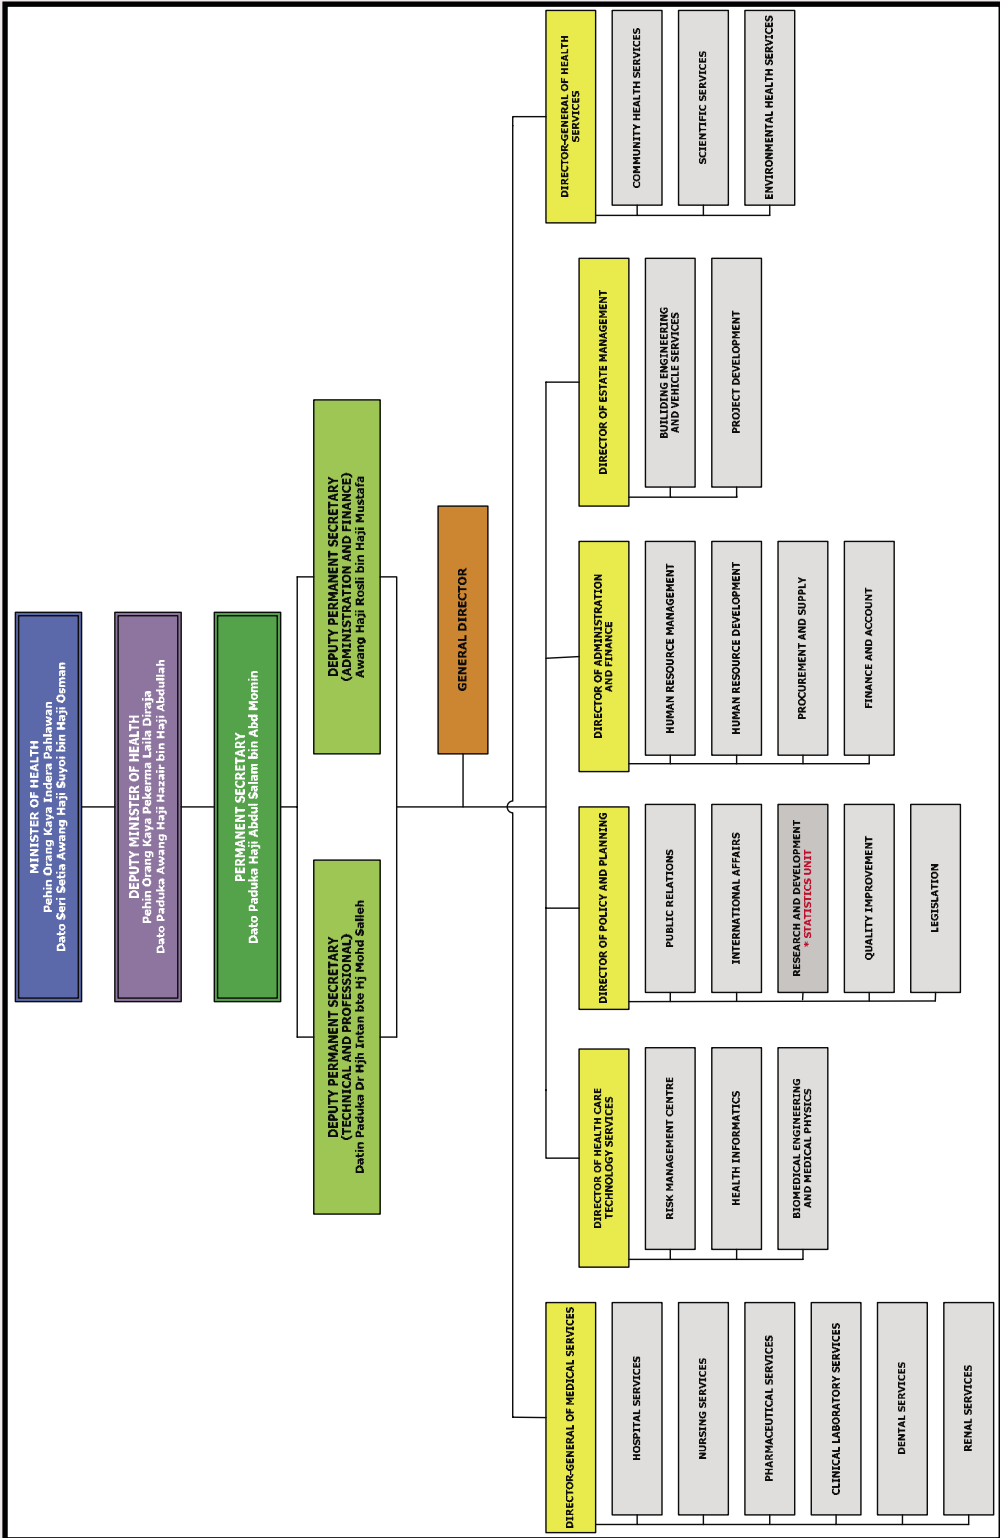 MINISTER OF HEALTH
Pehin Orang Kaya Indera Pahlawan
Dato Seri Setia Awang Haji Suyoi bin Haji Osman
DEPUTY MINISTER OF HEALTH
Pehin Orang Kaya Pekerma Laila Diraja
Dato Paduka Awang Haji Hazair bin Haji Abdullah
PERMANENT SECRETARY
Dato Paduka Haji Abdul Salam bin Abd Momin
DEPUTY PERMANENT SECRETARY
(TECHNICAL AND PROFESSIONAL)
Datin Paduka Dr Hjh Intan bte Hj Mohd Salleh
DEPUTY PERMANENT SECRETARY
(ADMINISTRATION AND FINANCE)
Awang Haji Rosli bin Haji Mustafa
GENERAL DIRECTOR
DIRECTOR-GENERAL OF MEDICAL SERVICES
HOSPITAL SERVICES
NURSING SERVICES
PHARMACEUTICAL SERVICES
CLINICAL LABORATORY SERVICES
DENTAL SERVICES
RENAL SERVICES
DIRECTOR OF HEALTH CARE
TECHNOLOGY SERVICES
RISK MANAGEMENT CENTRE
HEALTH INFORMATICS
BIOMEDICAL ENGINEERING
AND MEDICAL PHYSICS
DIRECTOR OF POLICY AND PLANNING
PUBLIC RELATIONS
INTERNATIONAL AFFAIRS
RESEARCH AND DEVELOPMENT
* STATISTICS UNIT
QUALITY IMPROVEMENT
LEGISLATION
DIRECTOR OF ADMINISTRATION
AND FINANCE
HUMAN RESOURCE MANAGEMENT
HUMAN RESOURCE DEVELOPMENT
PROCUREMENT AND SUPPLY
FINANCE AND ACCOUNT
DIRECTOR OF ESTATE MANAGEMENT
BUILIDING ENGINEERING
AND VEHICLE SERVICES
PROJECT DEVELOPMENT
DIRECTOR-GENERAL OF HEALTH
SERVICES
COMMUNITY HEALTH SERVICES
SCIENTIFIC SERVICES
ENVIRONMENTAL HEALTH SERVICES